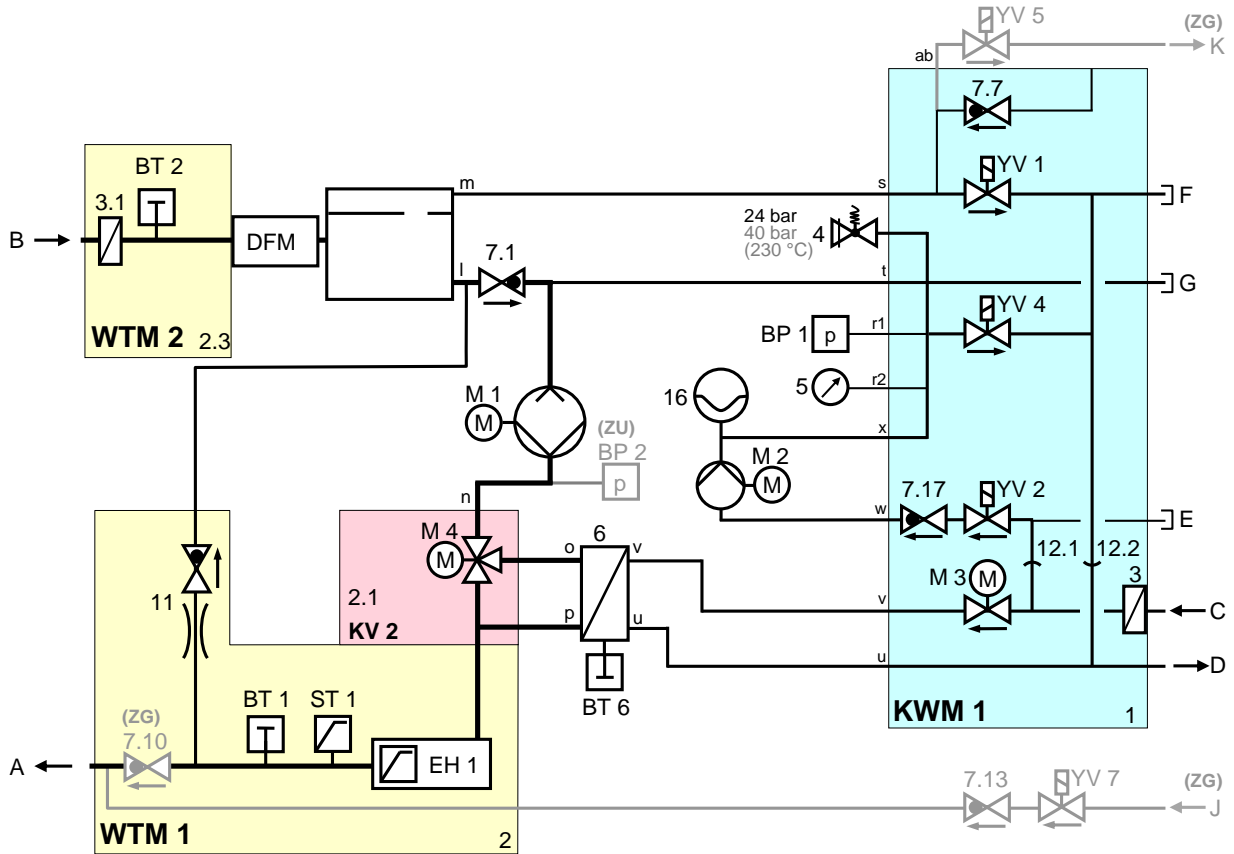 YV 5
(ZG)
K
ab
7.7
BT 2
3.1
m
s
YV 1
F
B
DFM
24 bar
40 bar
(230 °C)
4
l
7.1
t
G
WTM 2
2.3
YV 4
BP 1
p
r1
5
r2
16
M 1
M
(ZU)
BP 2
p
x
M 2
M
n
w
7.17
YV 2
E
M 4
M
o
6
v
12.1
12.2
M 3
M
3
11
2.1
KV 2
p
u
v
C
u
D
BT 6
(ZG)
7.10
BT 1
ST 1
KWM 1
1
A
EH 1
7.13
YV 7
(ZG)
J
WTM 1
2